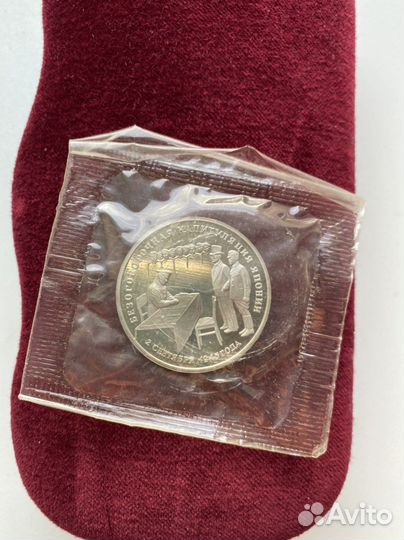 БЕЗОГОВОРОЧНАЯ КАПИТУЛЯЦИЯ ЯПОНИИ
2 СЕНТЯБРЯ 1945 ГОДА
Avito